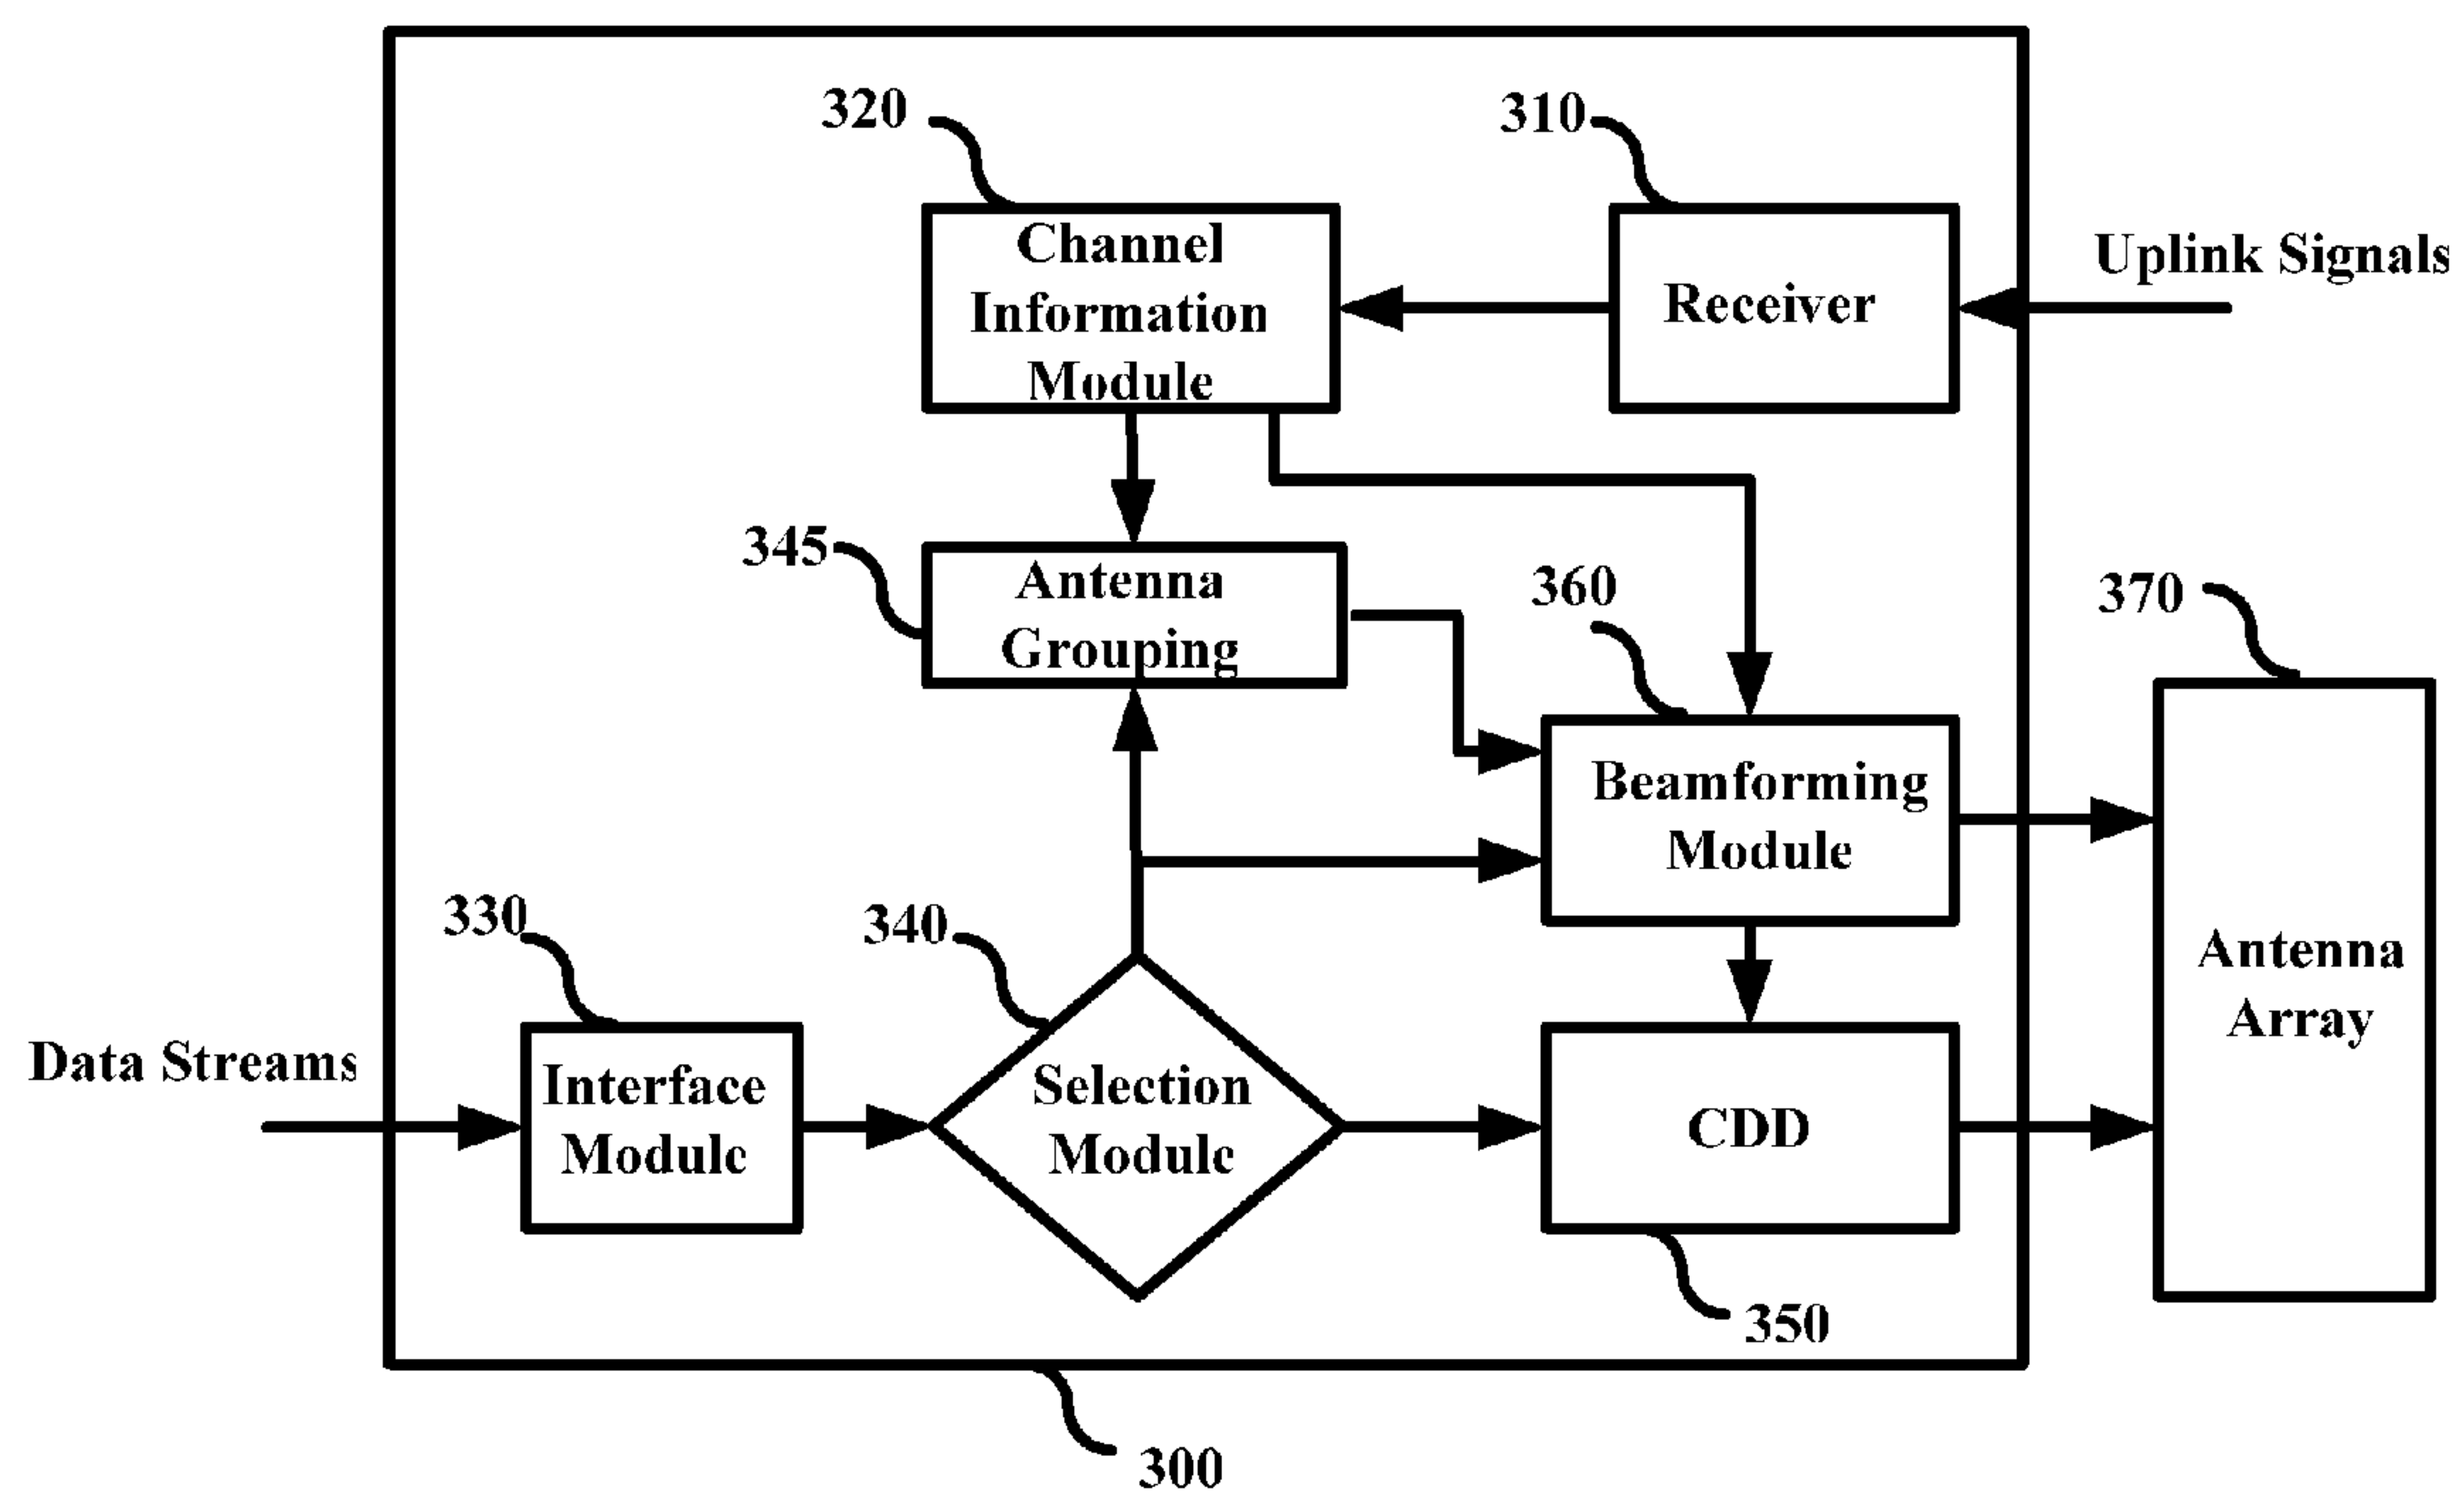 320
310
Channel
Information
Module
Receiver
Uplink Signals
345
Antenna
Grouping
360
370
Beamforming
Module
Antenna
Array
330
340
Data Streams
Interface
Module
Selection
Module
CDD
350
300